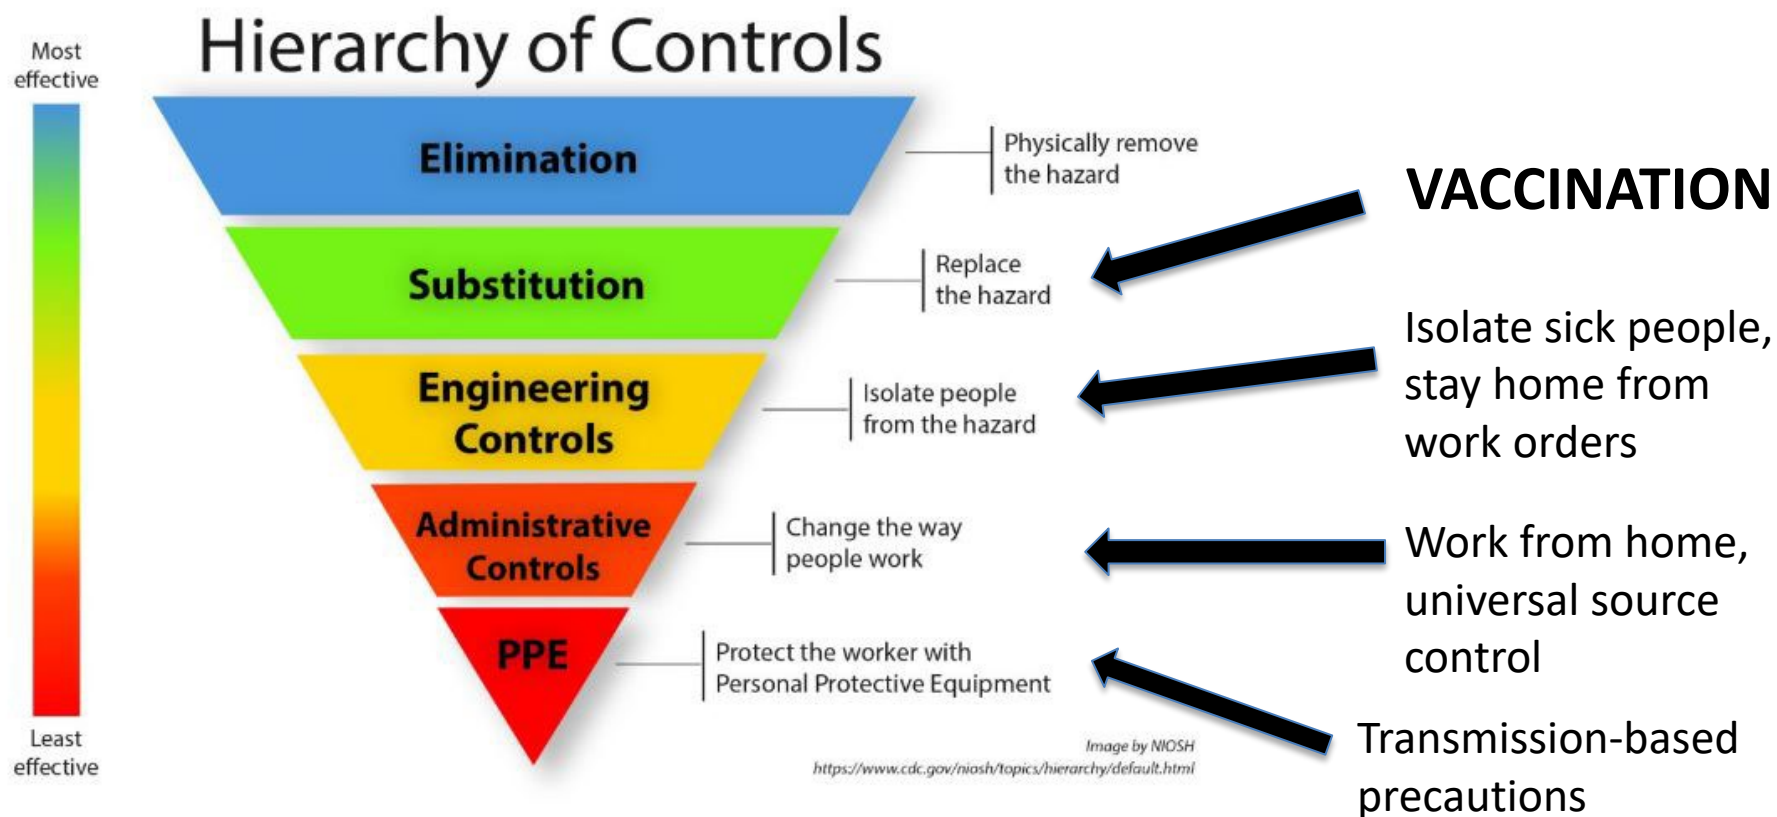 Hierarchy of Controls
Most
effective
Elimination
Physically remove
the hazard
VACCINATION
Substitution
Replace
the hazard
Isolate sick people,
stay home from
work orders
Engineering
Controls
Isolate people
from the hazard
Administrative
Controls
Change the way
people work
Work from home,
universal source
control
PPE
Protect the worker with
Personal Protective Equipment
Transmission-based
precautions
Least
effective
Image by NIOSH
https://www.cdc.gov/niosh/topics/hierarchy/default.html